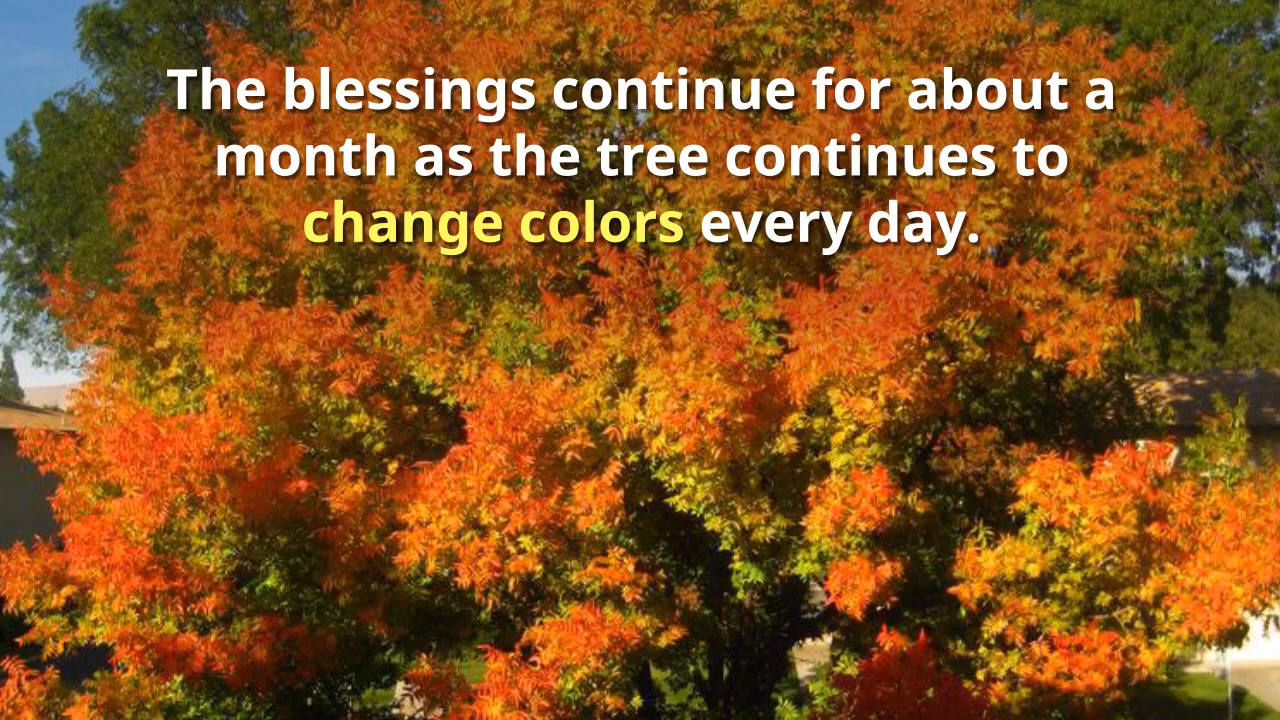 The blessings continue for about a
month as the tree continues to
change colors every day.